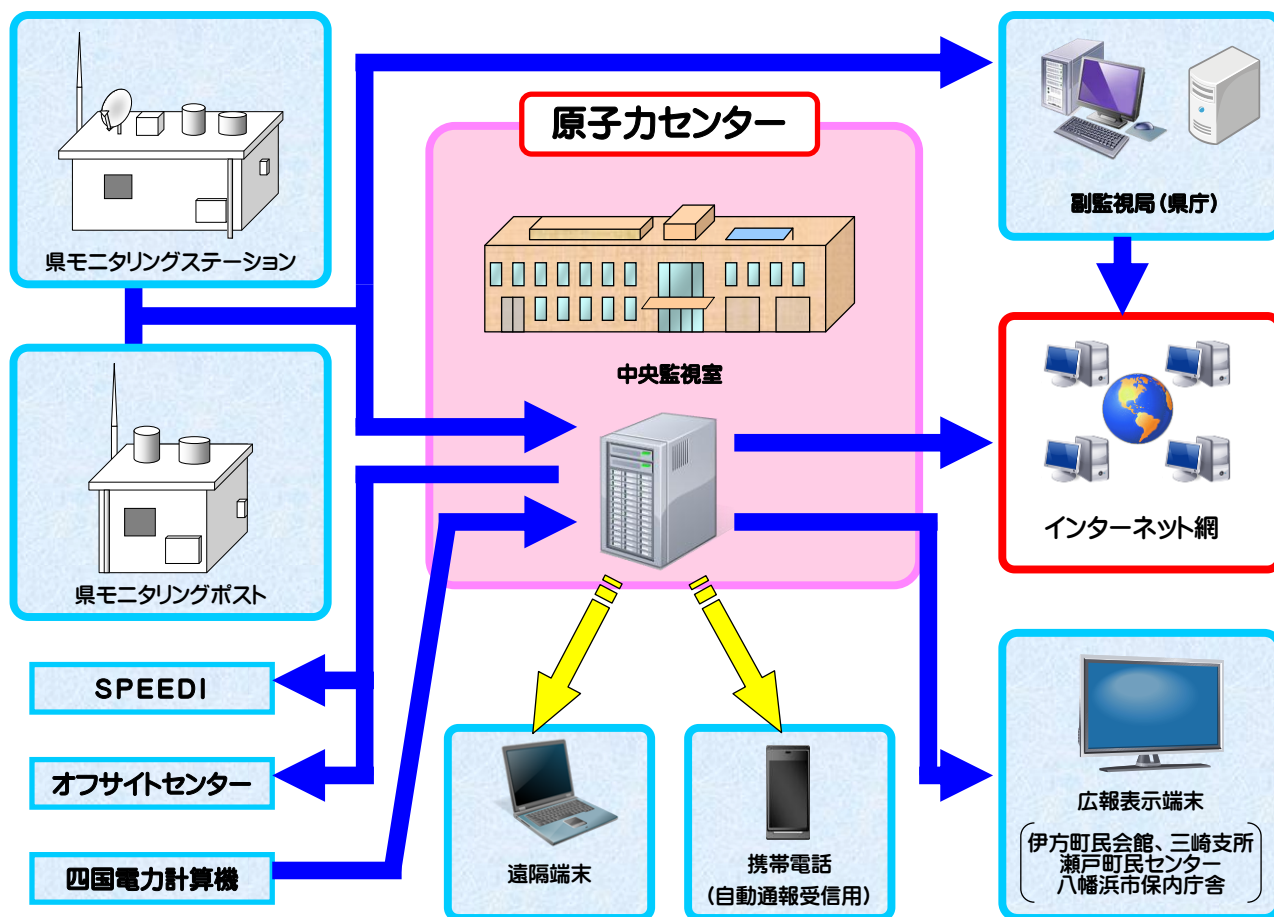 原子力センター
県モニタリングステーション
副監視局(県庁)
中央監視室
県モニタリングポスト
インターネット網
SPEEDI
オフサイトセンター
四国電力計算機
遠隔端末
携帯電話
(自動通報受信用)
広報表示端末
伊方町民会館、三崎支所
瀬戸町民センター
八幡浜市保内庁舎